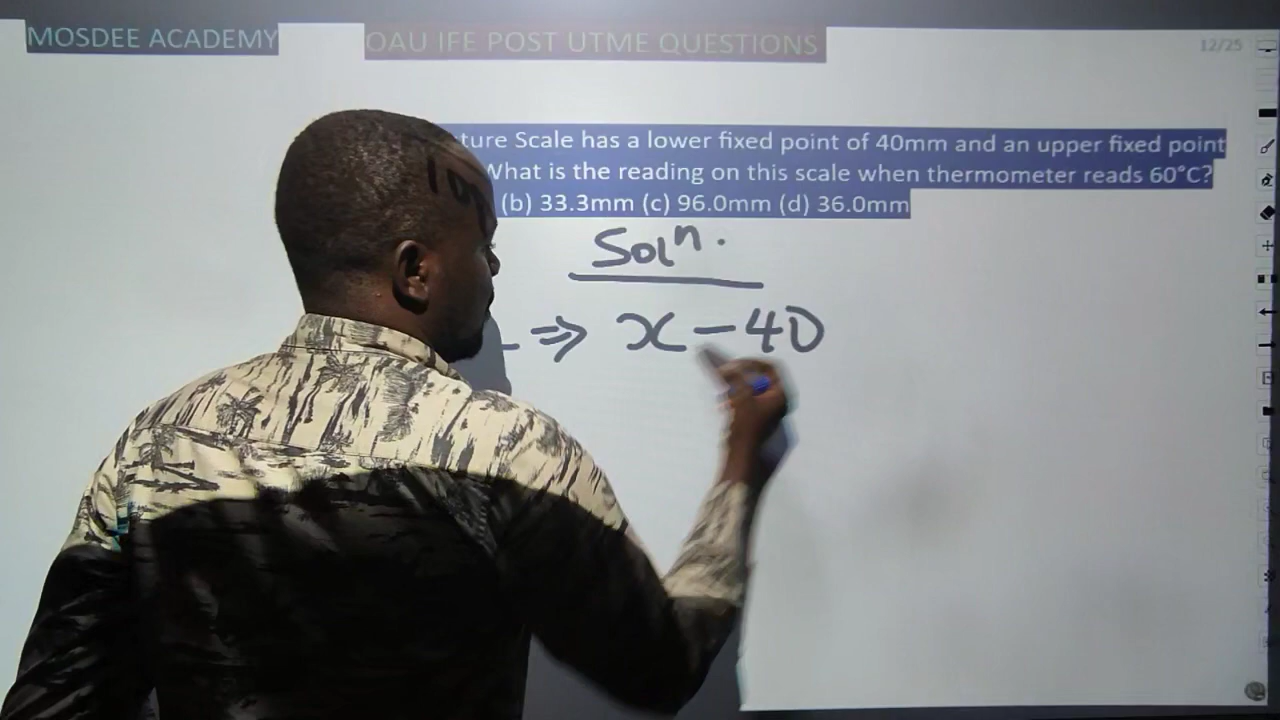 MOSDEE ACADEMY
OAU IFE POST UTME QUESTIONS
12/25
Scale has a lower fixed point of 40mm and an upper fixed point
What is the reading on this scale when thermometer reads 60°C?
(b) 33.3mm (c) 96.0mm (d) 36.0mm
Solⁿ.
⇒ x - 40